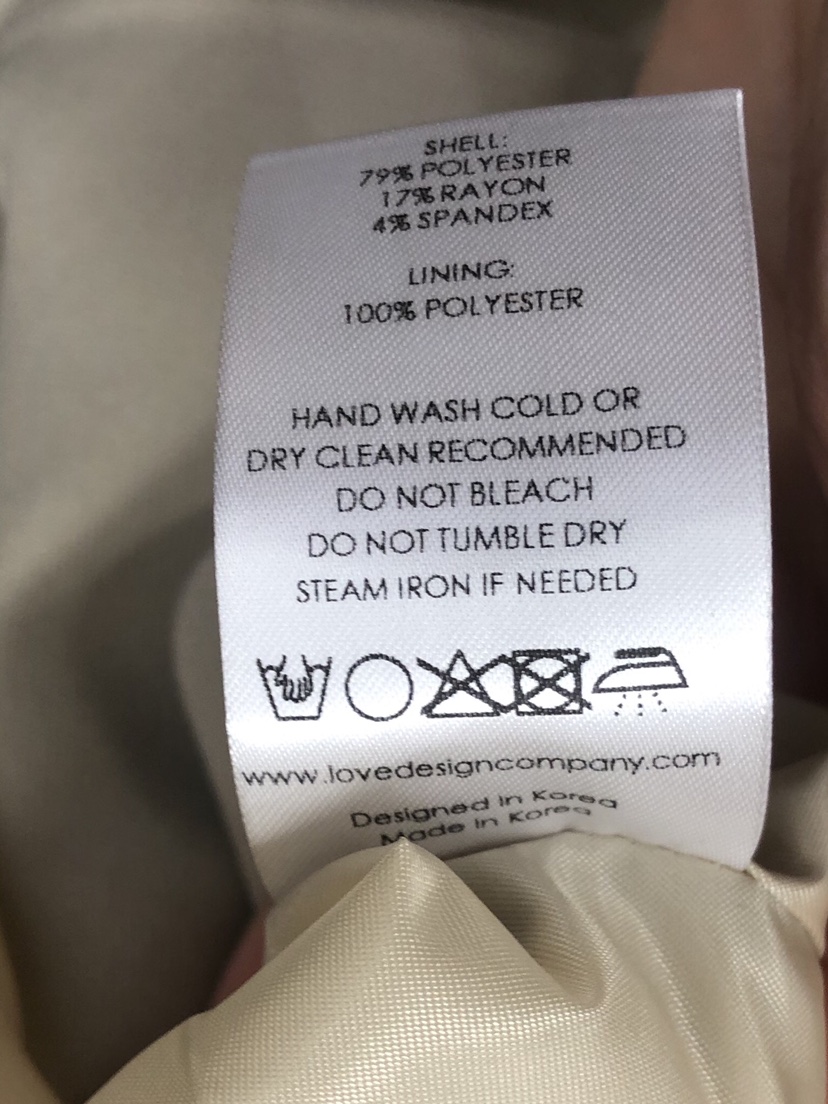 SHELL:
79% POLYESTER
17% RAYON
4% SPANDEX
LINING:
100% POLYESTER
HAND WASH COLD OR
DRY CLEAN RECOMMENDED
DO NOT BLEACH
DO NOT TUMBLE DRY
STEAM IRON IF NEEDED
www.lovedesigncompany.com
Designed in Korea
Made in Korea